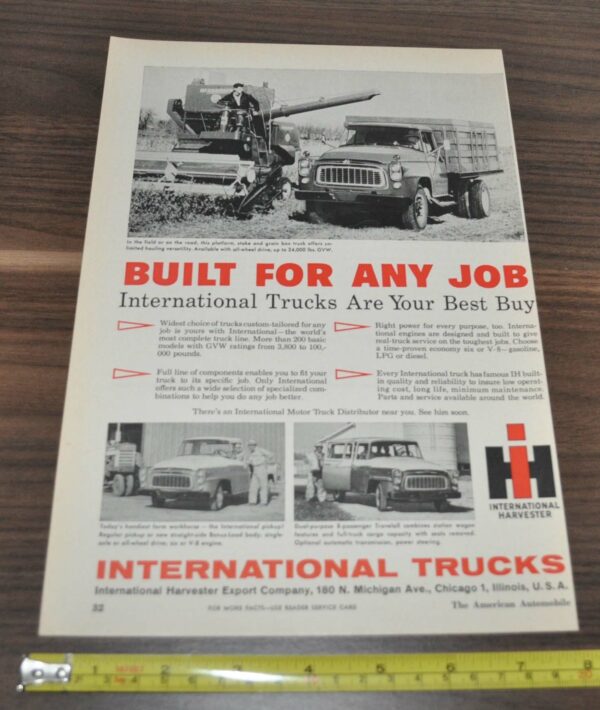 In the field or on the road, this platform, stake and grain box truck offers un-
limited hauling versatility. Available with all-wheel drive, up to 24,000 lbs. GVW.
BUILT FOR ANY JOB
International Trucks Are Your Best Buy
Widest choice of trucks custom-tailored for any
job is yours with International—the world's
most complete truck line. More than 200 basic
models with GVW ratings from 3,800 to 100,-
000 pounds.
Full line of components enables you to fit your
truck to its specific job. Only International
offers such a wide selection of specialized com-
binations to help you do any job better.
Right power for every purpose, too. Interna-
tional engines are designed and built to give
real-truck service on the toughest jobs. Choose
a time-proven economy six or V-8—gasoline,
LPG or diesel.
Every International truck has famous IH built-
in quality and reliability to insure low operat-
ing cost, long life, minimum maintenance.
Parts and service available around the world.
There's an International Motor Truck Distributor near you. See him soon.
Today's handiest farm workhorse — the International pickup!
Regular pickup or new straight-side Bonus-Load body; single-
axle or all-wheel drive; six or V-8 engine.
Dual-purpose 8-passenger Travelall combines station wagon
features and full-truck cargo capacity with seats removed.
Optional automatic transmission, power steering.
IH
INTERNATIONAL
HARVESTER
INTERNATIONAL TRUCKS
International Harvester Export Company, 180 N. Michigan Ave., Chicago 1, Illinois, U. S. A.
32
FOR MORE FACTS—USE READER SERVICE CARD
The American Automobile
1 2 3 4 5 6 7 8